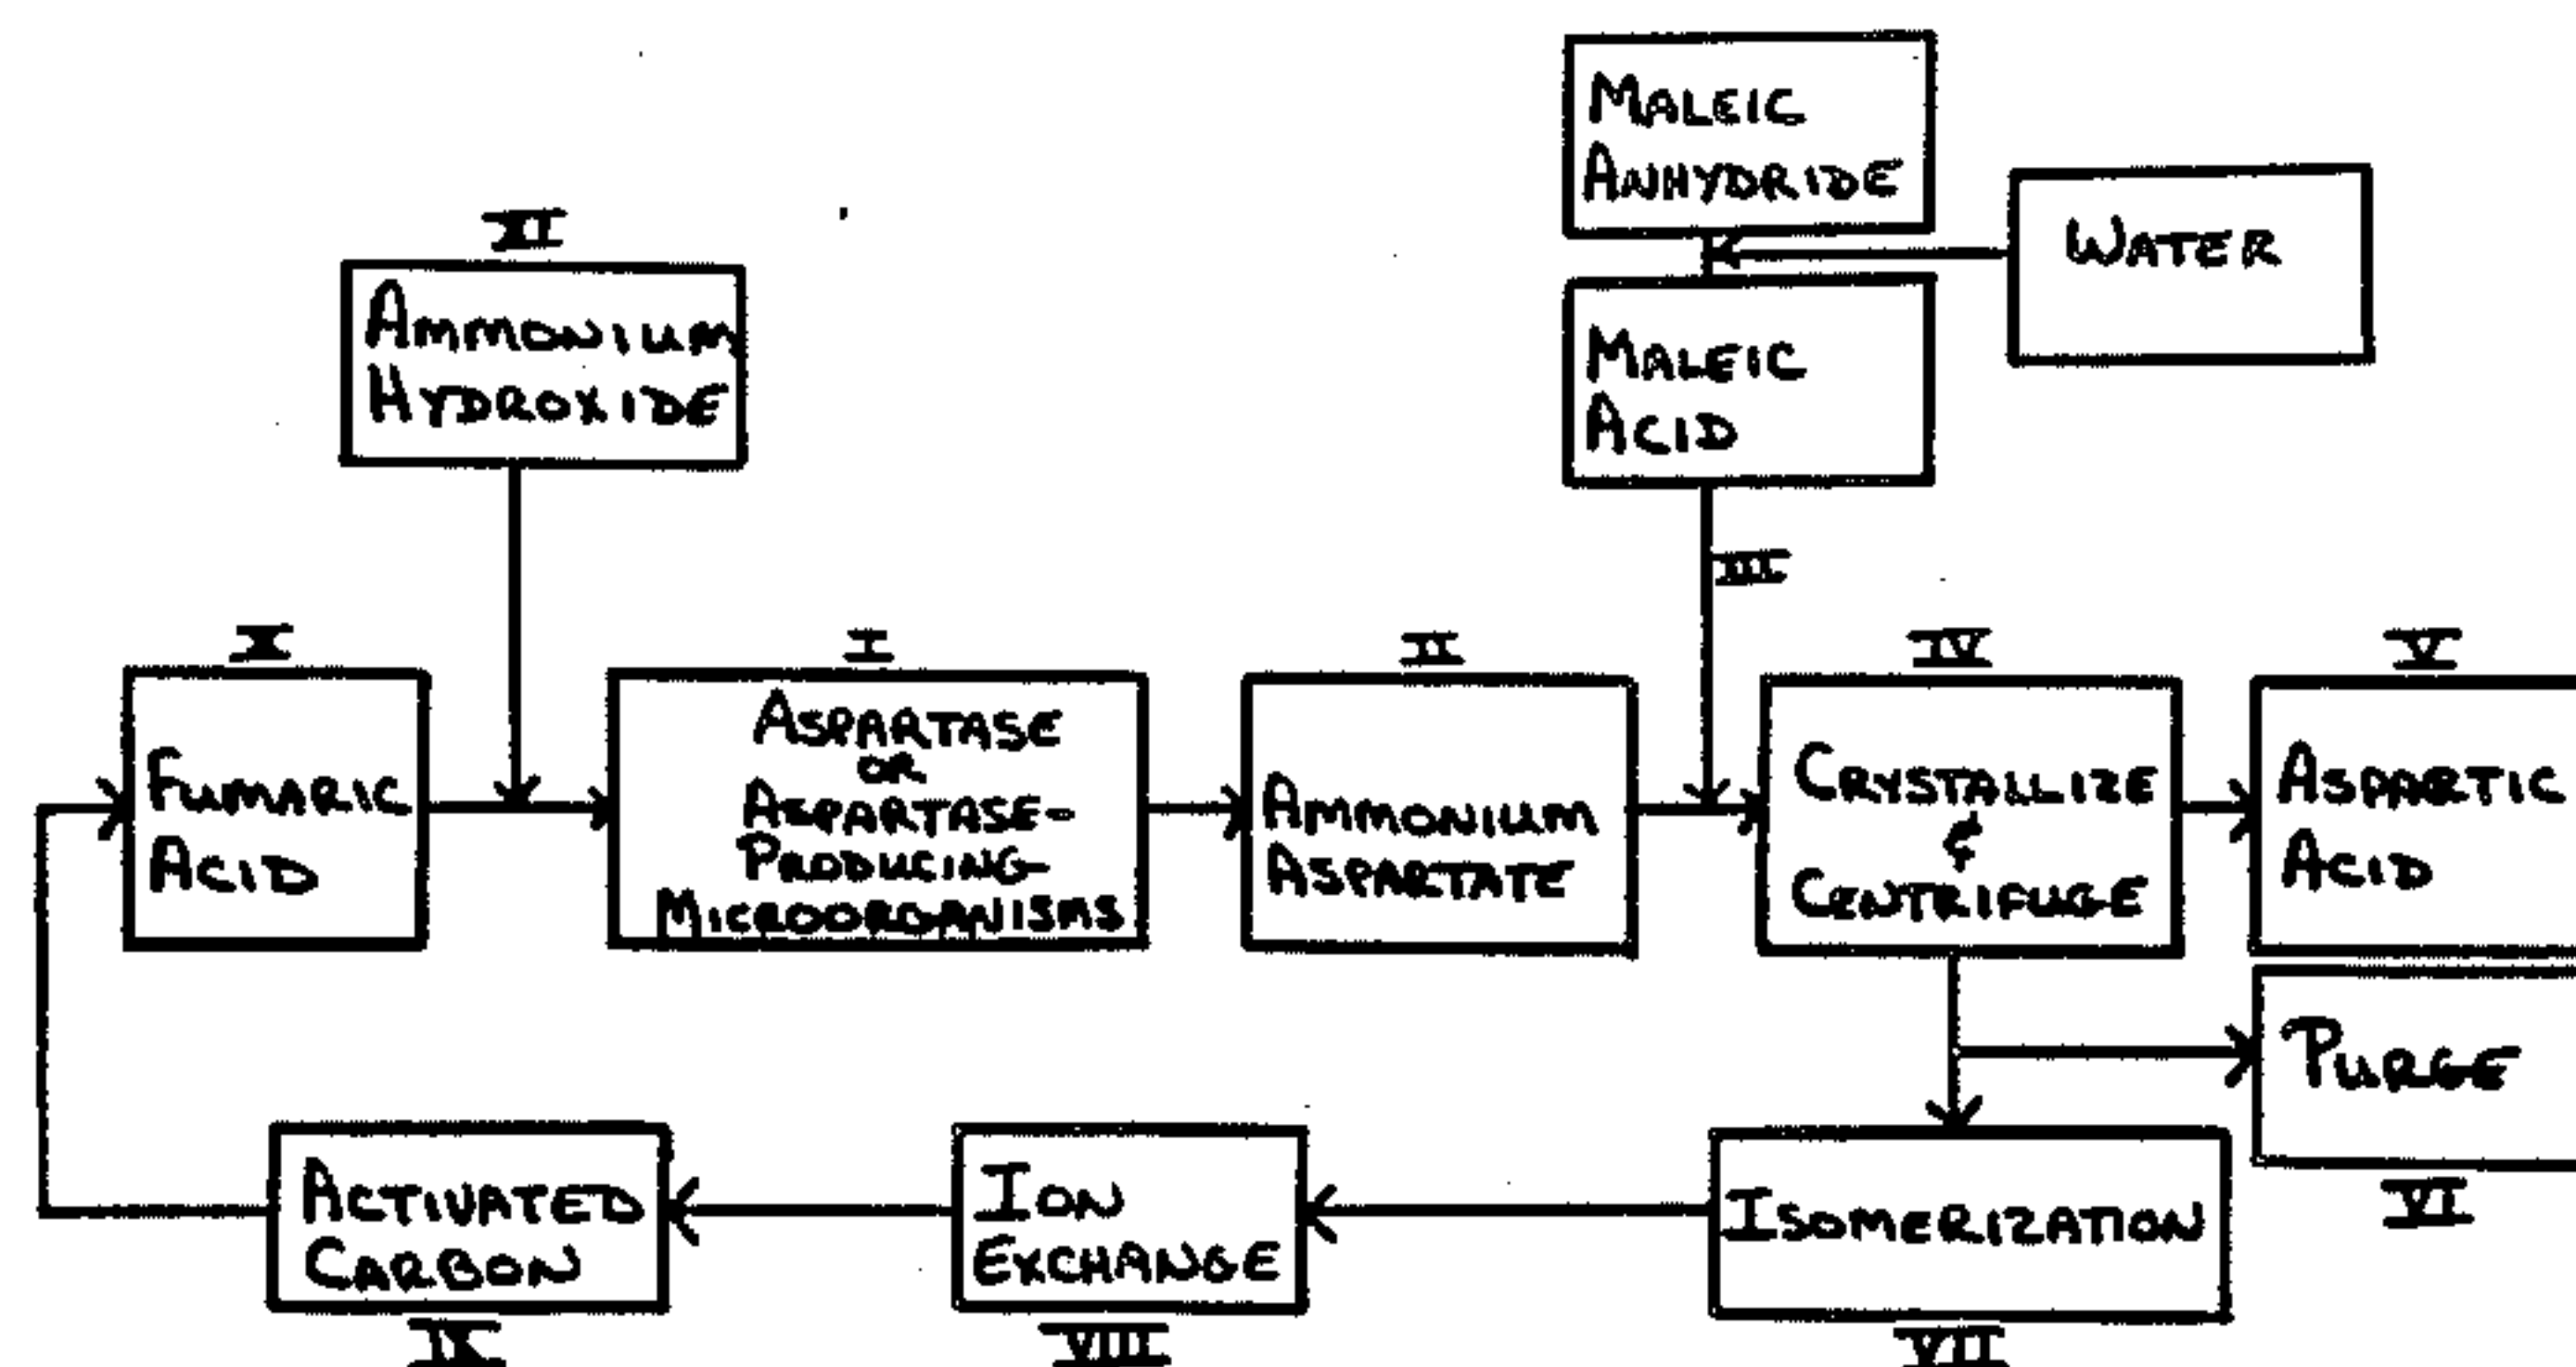 MALEIC
ANHYDRIDE
WATER
XI
AMMONIUM
HYDROXIDE
MALEIC
ACID
III
X
FUMARIC
ACID
I
ASPARTASE
OR
ASPARTASE-
PRODUCING-
MICROORGANISMS
II
AMMONIUM
ASPARTATE
IV
CRYSTALLIZE
&
CENTRIFUGE
V
ASPARTIC
ACID
PURGE
VI
ACTIVATED
CARBON
IX
ION
EXCHANGE
VIII
ISOMERIZATION
VII